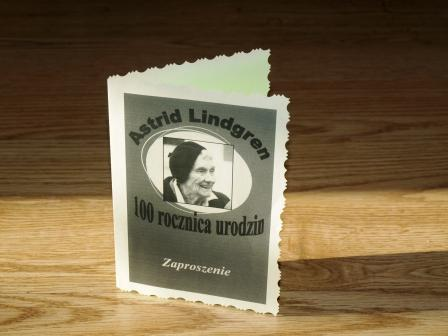 Astrid Lindgren
100 rocznica urodzin
Zaproszenie